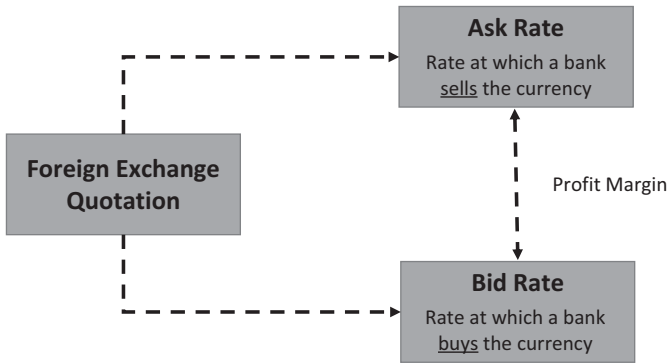 Ask Rate
Rate at which a bank
sells the currency
Foreign Exchange
Quotation
Profit Margin
Bid Rate
Rate at which a bank
buys the currency